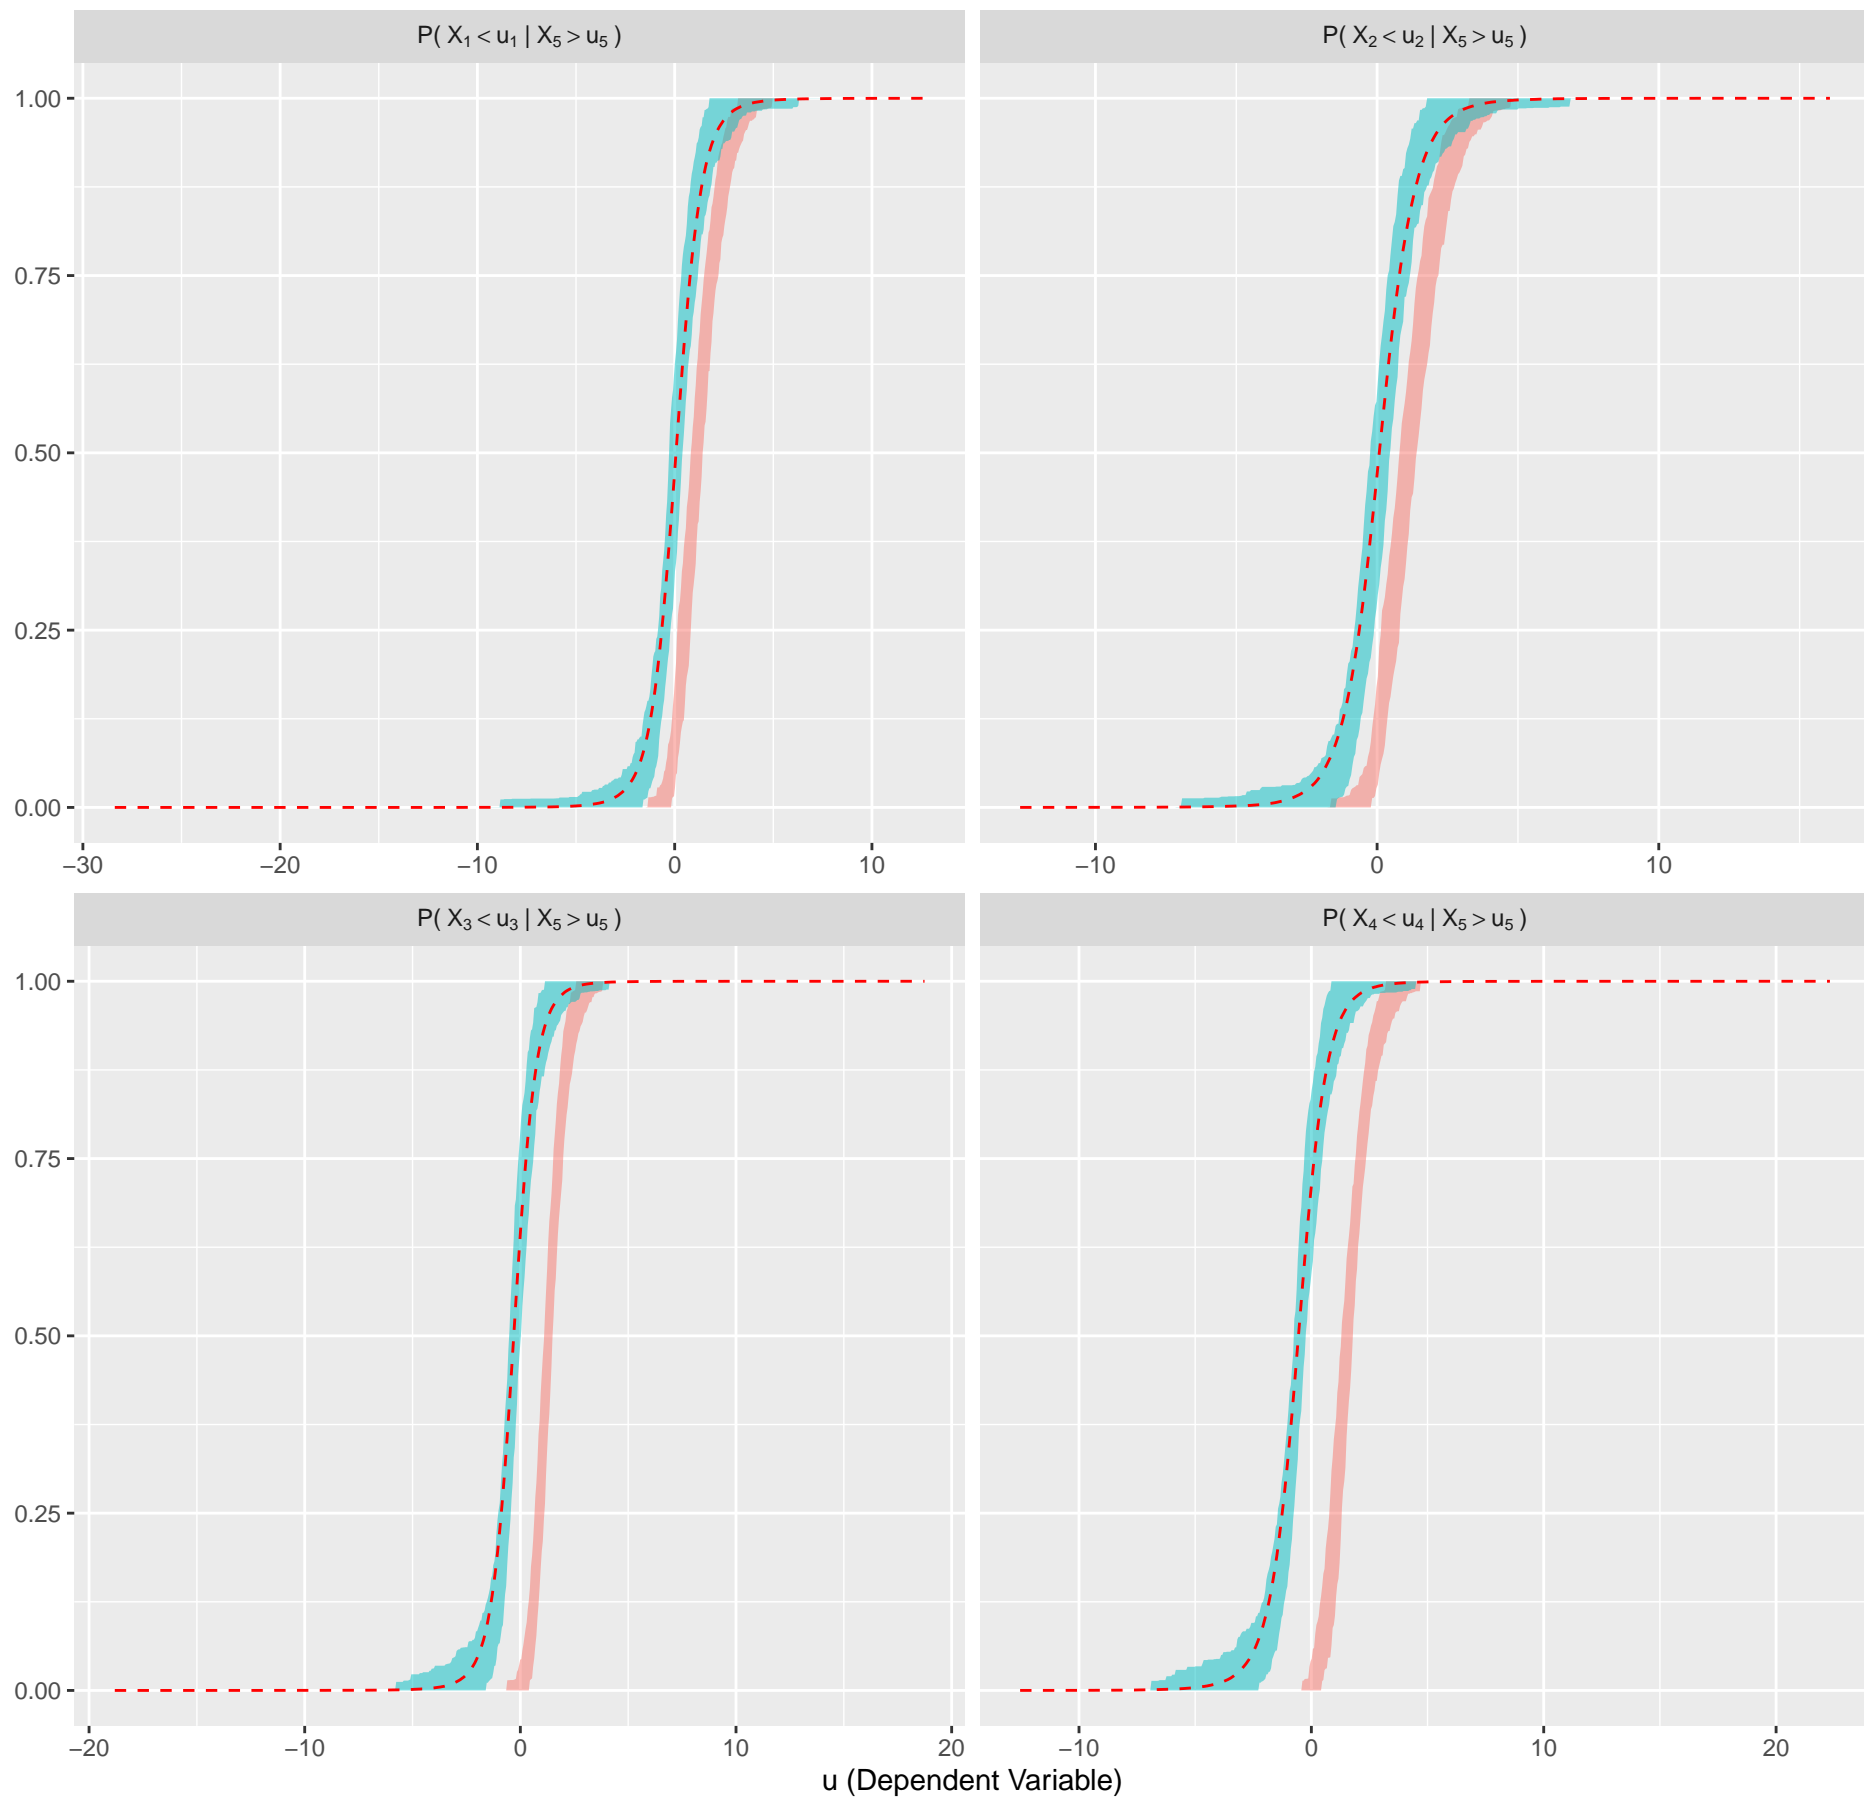 P( X₁ < u₁ | X₅ > u₅ )
P( X₂ < u₂ | X₅ > u₅ )
1.00
0.75
0.50
0.25
0.00
−30 −20 −10 0 10
−10 0 10
P( X₃ < u₃ | X₅ > u₅ )
P( X₄ < u₄ | X₅ > u₅ )
1.00
0.75
0.50
0.25
0.00
−20 −10 0 10 20
−10 0 10 20
u (Dependent Variable)